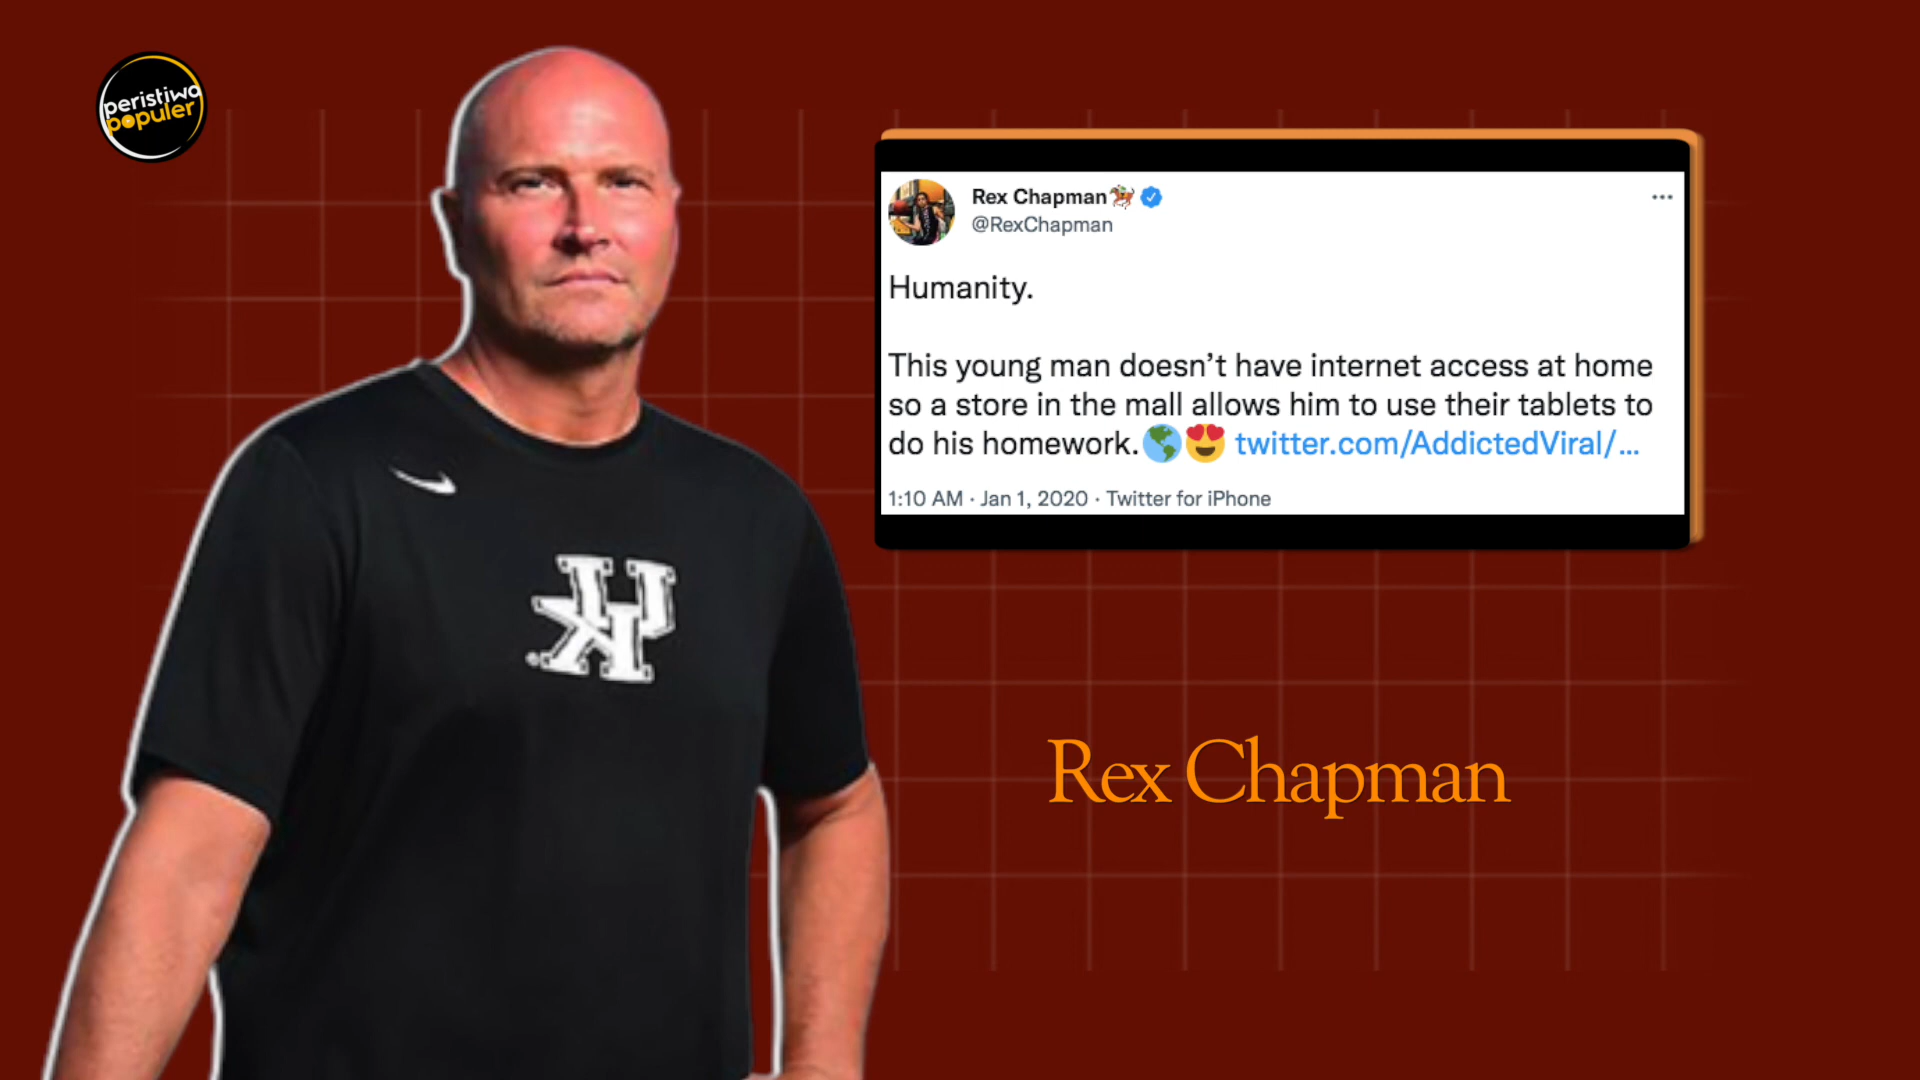 peristiwa
populer
Rex Chapman🏇
@RexChapman
Humanity.
This young man doesn’t have internet access at home
so a store in the mall allows him to use their tablets to
do his homework.🌎😍 twitter.com/AddictedViral/…
1:10 AM · Jan 1, 2020 · Twitter for iPhone
UK
Rex Chapman